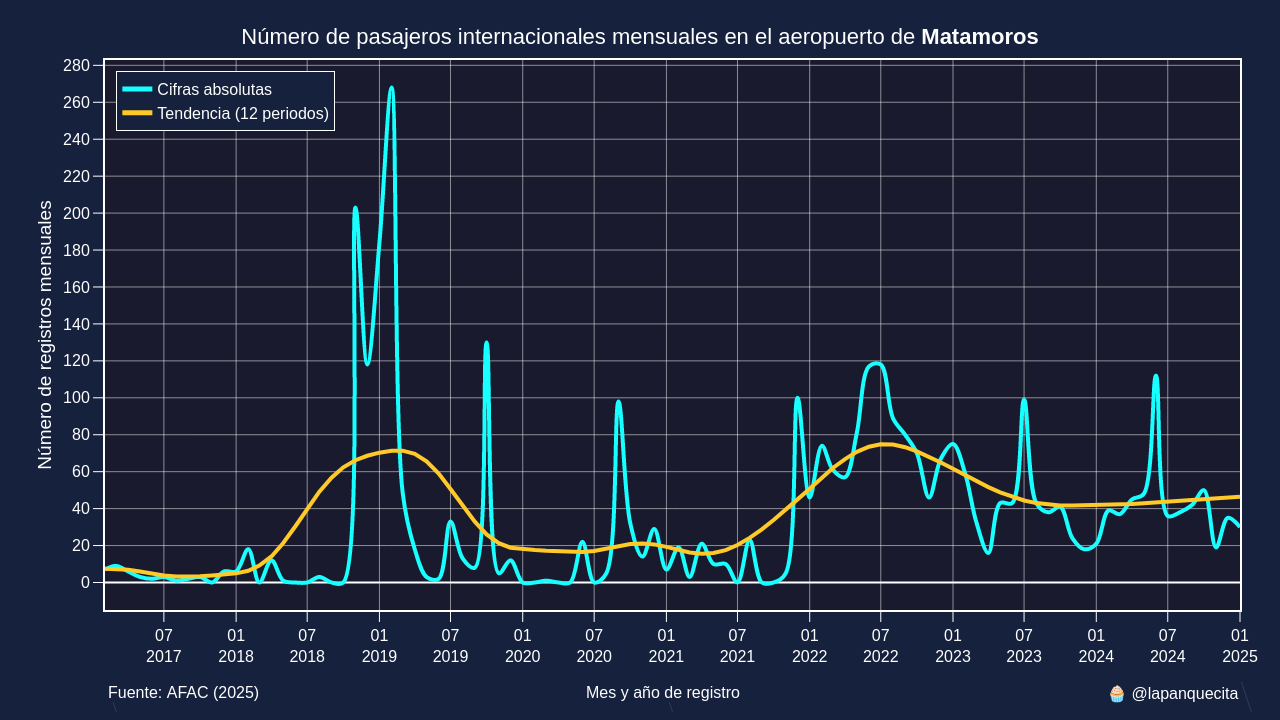 Número de pasajeros internacionales mensuales en el aeropuerto de Matamoros
Cifras absolutas
Tendencia (12 periodos)
Número de registros mensuales
280
260
240
220
200
180
160
140
120
100
80
60
40
20
0
07 01 07 01 07 01 07 01 07 01 07 01 07 01 07 01
2017 2018 2018 2019 2019 2020 2020 2021 2021 2022 2022 2023 2023 2024 2024 2025
Fuente: AFAC (2025)
Mes y año de registro
🧁 @lapanquecita